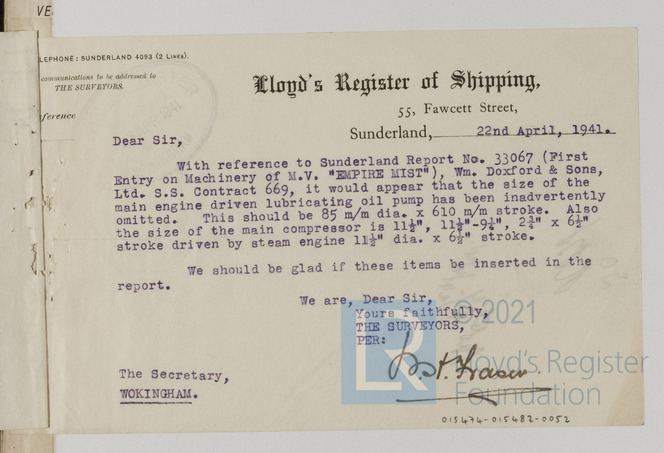 VE
LEPHONE: SUNDERLAND 4093 (2 LINES).
communications to be addressed to
THE SURVEYORS.
ference
Lloyd's Register of Shipping,
55, Fawcett Street,
Sunderland, 22nd April, 1941.
Dear Sir,
With reference to Sunderland Report No. 33067 (First
Entry on Machinery of M.V. "EMPIRE MIST"), Wm. Doxford & Sons,
Ltd. S.S. Contract 669, it would appear that the size of the
main engine driven lubricating oil pump has been inadvertently
omitted. This should be 85 m/m dia. x 610 m/m stroke. Also
the size of the main compressor is 11½", 11½"-9¼", 2¾" x 6½"
stroke driven by steam engine 11½" dia. x 6½" stroke.
We should be glad if these items be inserted in the
report.
We are, Dear Sir,
Yours faithfully,
THE SURVEYORS,
PER:
Fraser
The Secretary,
WOKINGHAM.
© 2021
LR
Lloyd's Register
Foundation
015474-015482-0052